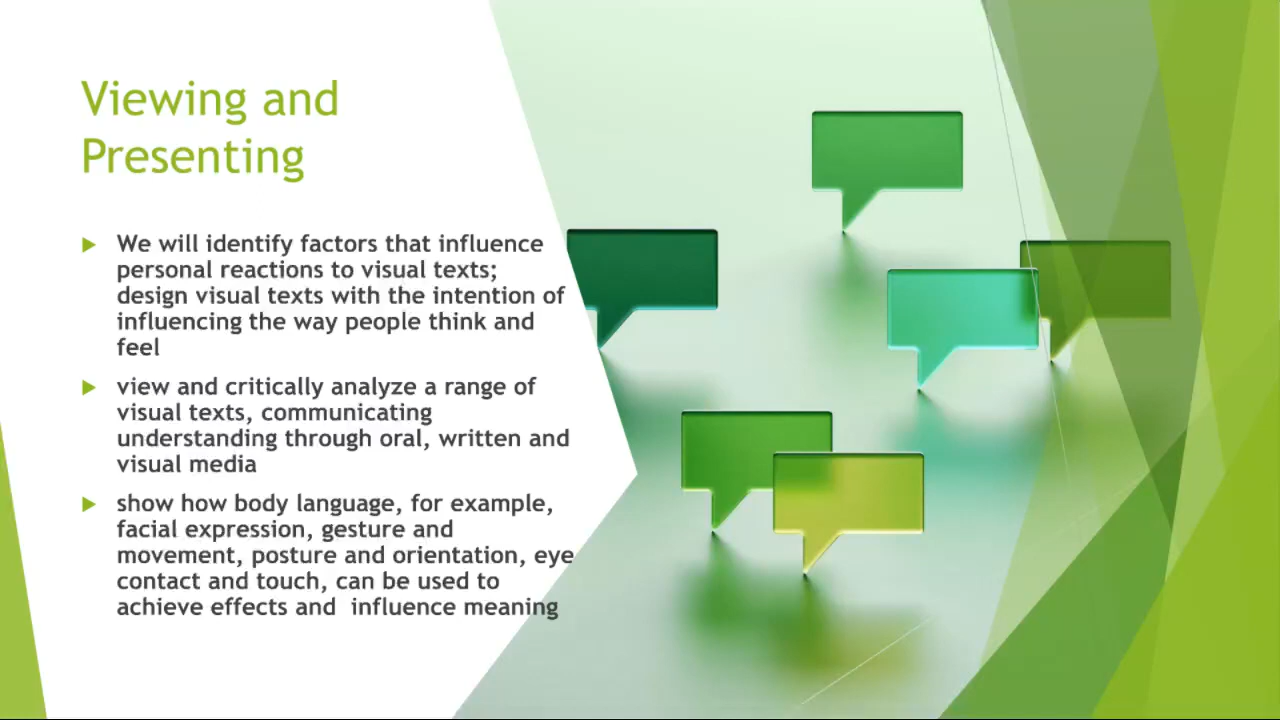 Viewing and
Presenting
We will identify factors that influence
personal reactions to visual texts;
design visual texts with the intention of
influencing the way people think and
feel
view and critically analyze a range of
visual texts, communicating
understanding through oral, written and
visual media
show how body language, for example,
facial expression, gesture and
movement, posture and orientation, eye
contact and touch, can be used to
achieve effects and  influence meaning